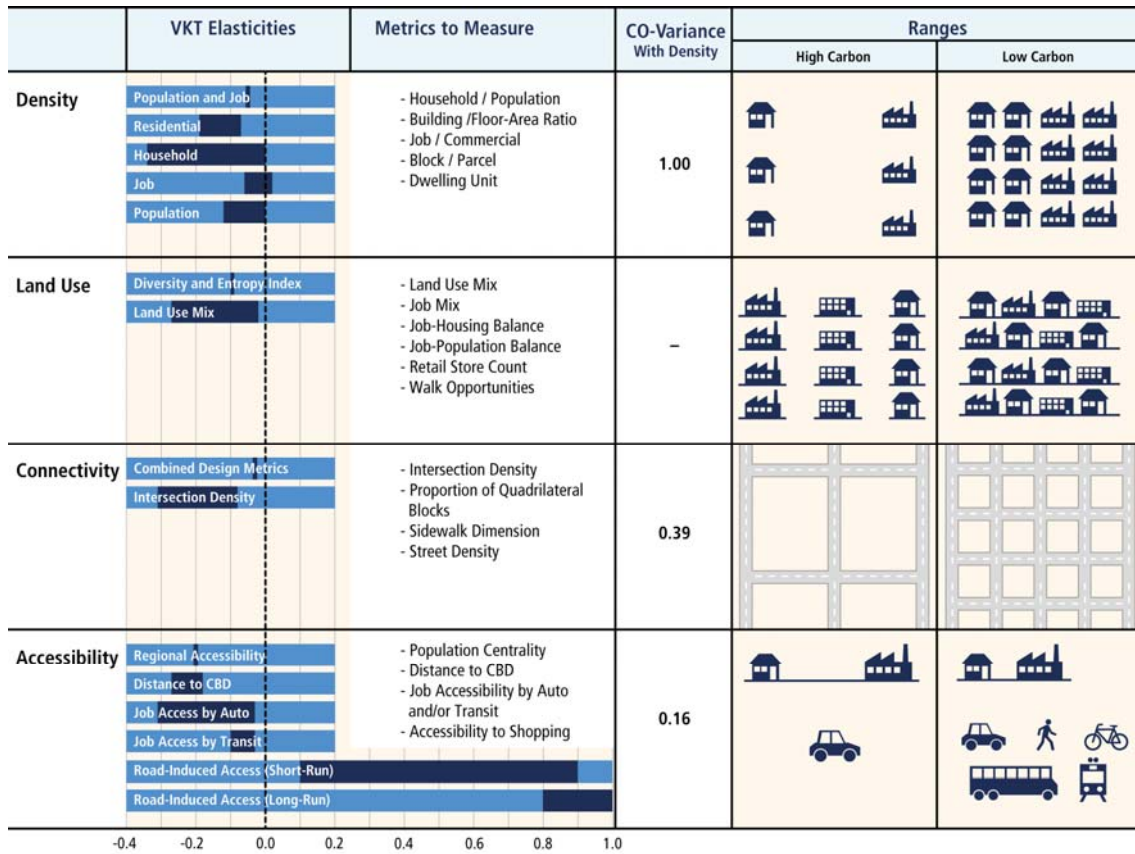 VKT Elasticities
Metrics to Measure
CO-Variance
With Density
Ranges
High Carbon
Low Carbon
Density
Population and Job
Residential
Household
Job
Population
- Household / Population
- Building /Floor-Area Ratio
- Job / Commercial
- Block / Parcel
- Dwelling Unit
1.00
Land Use
Diversity and Entropy Index
Land Use Mix
- Land Use Mix
- Job Mix
- Job-Housing Balance
- Job-Population Balance
- Retail Store Count
- Walk Opportunities
–
Connectivity
Combined Design Metrics
Intersection Density
- Intersection Density
- Proportion of Quadrilateral
Blocks
- Sidewalk Dimension
- Street Density
0.39
Accessibility
Regional Accessibility
Distance to CBD
Job Access by Auto
Job Access by Transit
Road-Induced Access (Short-Run)
Road-Induced Access (Long-Run)
- Population Centrality
- Distance to CBD
- Job Accessibility by Auto
and/or Transit
- Accessibility to Shopping
0.16
-0.4 -0.2 0.0 0.2 0.4 0.6 0.8 1.0